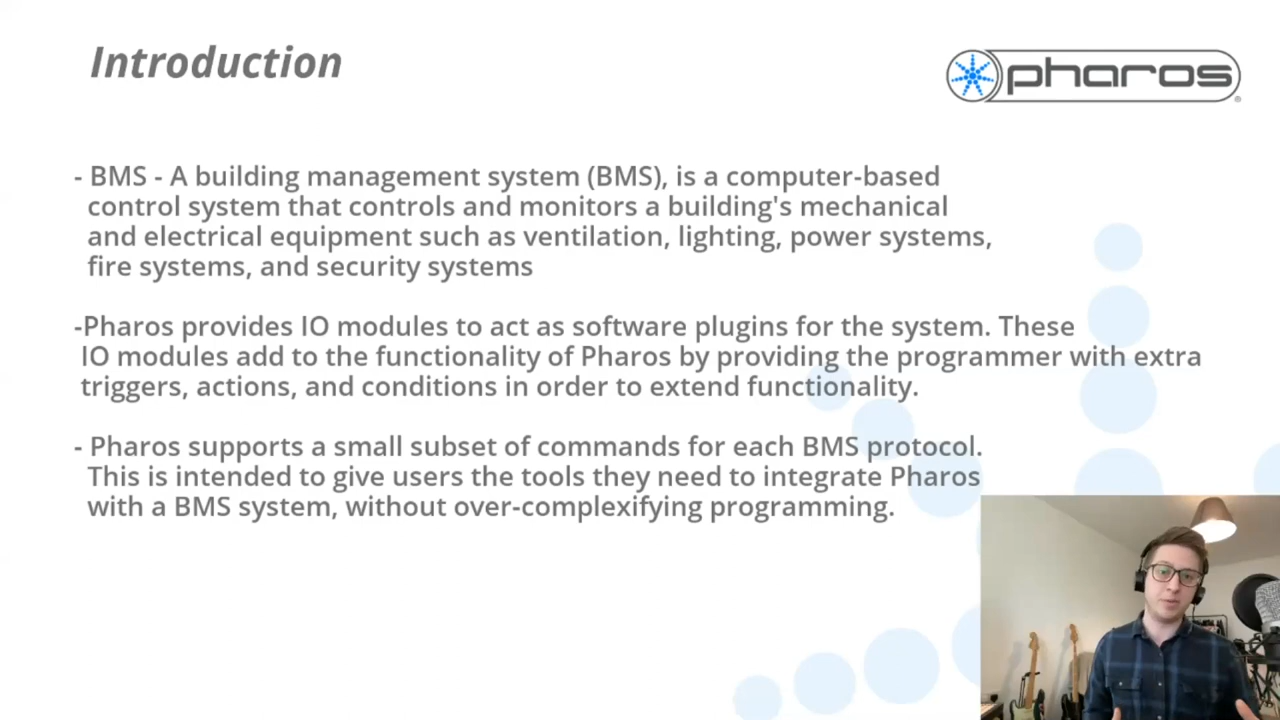 Introduction
pharos
- BMS - A building management system (BMS), is a computer-based
control system that controls and monitors a building's mechanical
and electrical equipment such as ventilation, lighting, power systems,
fire systems, and security systems
-Pharos provides IO modules to act as software plugins for the system. These
IO modules add to the functionality of Pharos by providing the programmer with extra
triggers, actions, and conditions in order to extend functionality.
- Pharos supports a small subset of commands for each BMS protocol.
This is intended to give users the tools they need to integrate Pharos
with a BMS system, without over-complexifying programming.